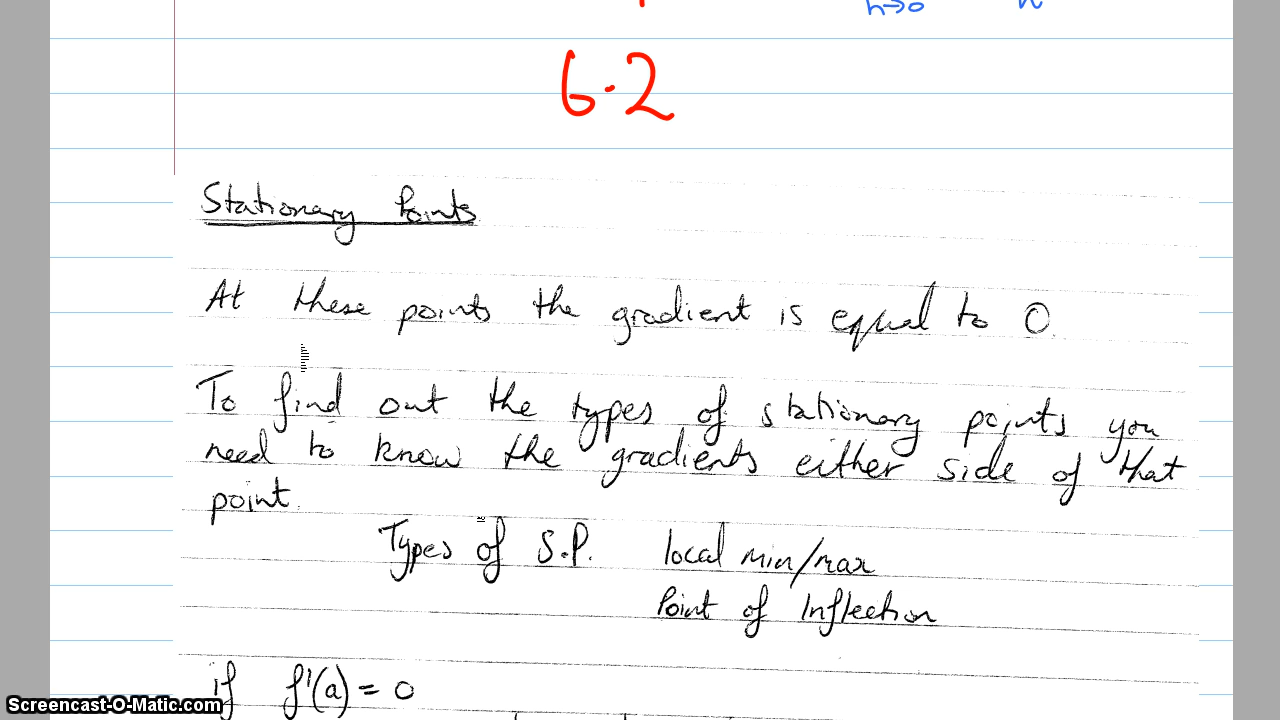 h→0
6.2
Stationary Points
At these points the gradient is equal to 0.
To find out the types of stationary points you
need to know the gradients either side of that
point.
Types of S.P. local min/max
Point of Inflection
if f'(a) = 0
Screencast-O-Matic.com